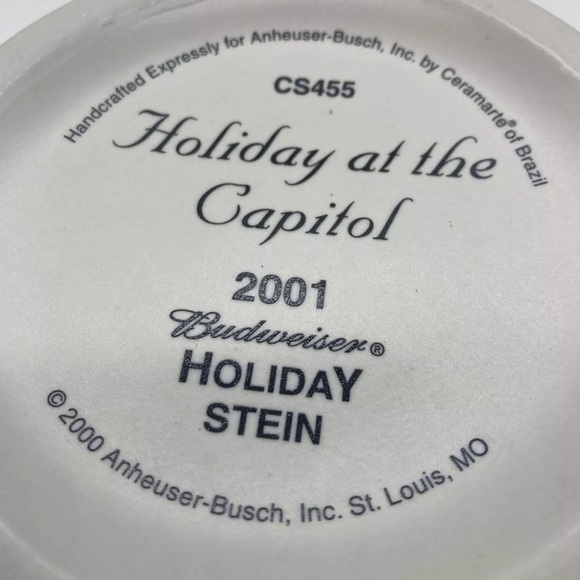 Handcrafted Expressly for Anheuser-Busch, Inc. by Ceramarte® of Brazil
CS455
Holiday at the
Capitol
2001
Budweiser®
HOLIDAY
STEIN
© 2000 Anheuser-Busch, Inc. St. Louis, MO